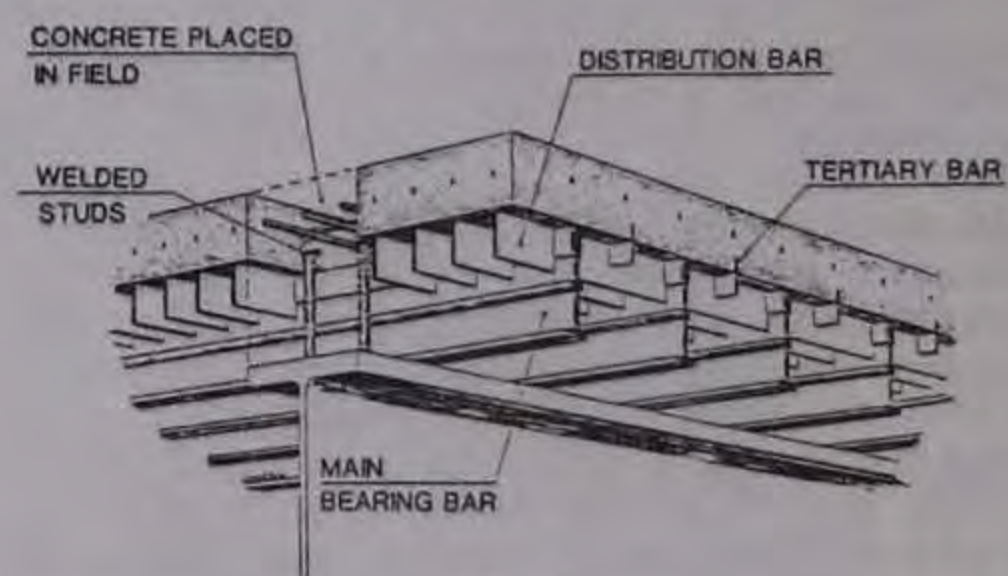 CONCRETE PLACED
IN FIELD
DISTRIBUTION BAR
WELDED
STUDS
TERTIARY BAR
MAIN
BEARING BAR